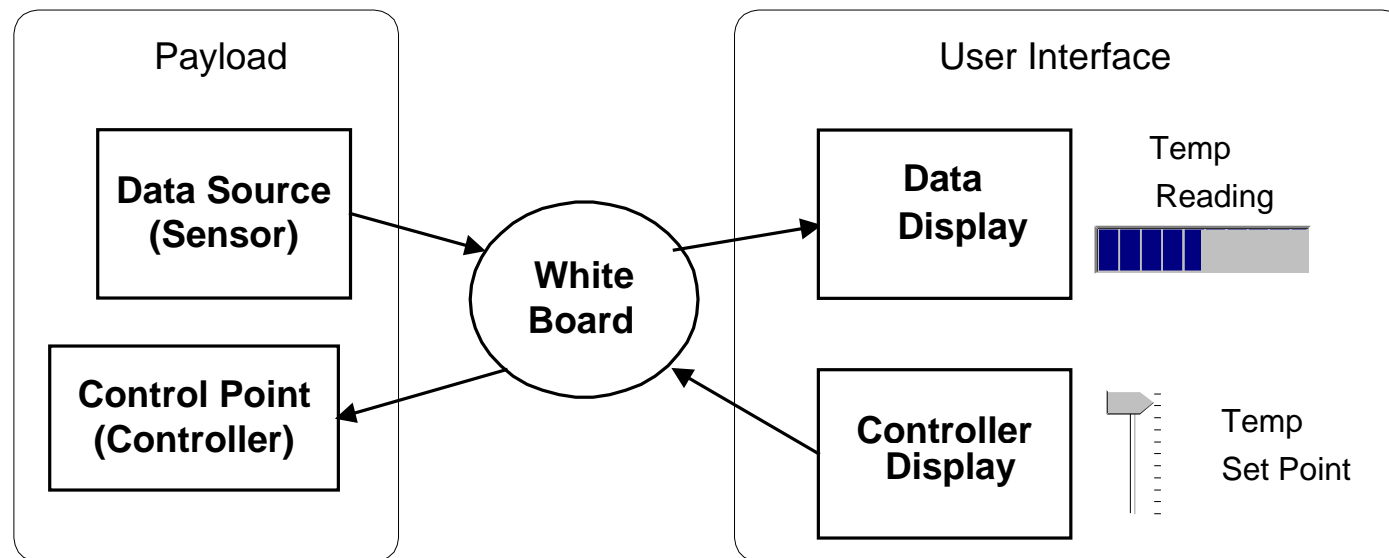 Payload
Data Source
(Sensor)
Control Point
(Controller)
White
Board
User Interface
Data
Display
Temp
Reading
Controller
Display
Temp
Set Point